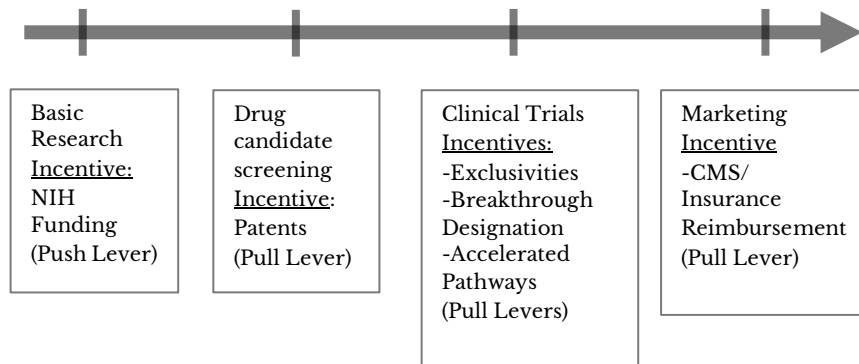 Basic
Research
Incentive:
NIH
Funding
(Push Lever)
Drug
candidate
screening
Incentive:
Patents
(Pull Lever)
Clinical Trials
Incentives:
-Exclusivities
-Breakthrough
Designation
-Accelerated
Pathways
(Pull Levers)
Marketing
Incentive
-CMS/
Insurance
Reimbursement
(Pull Lever)